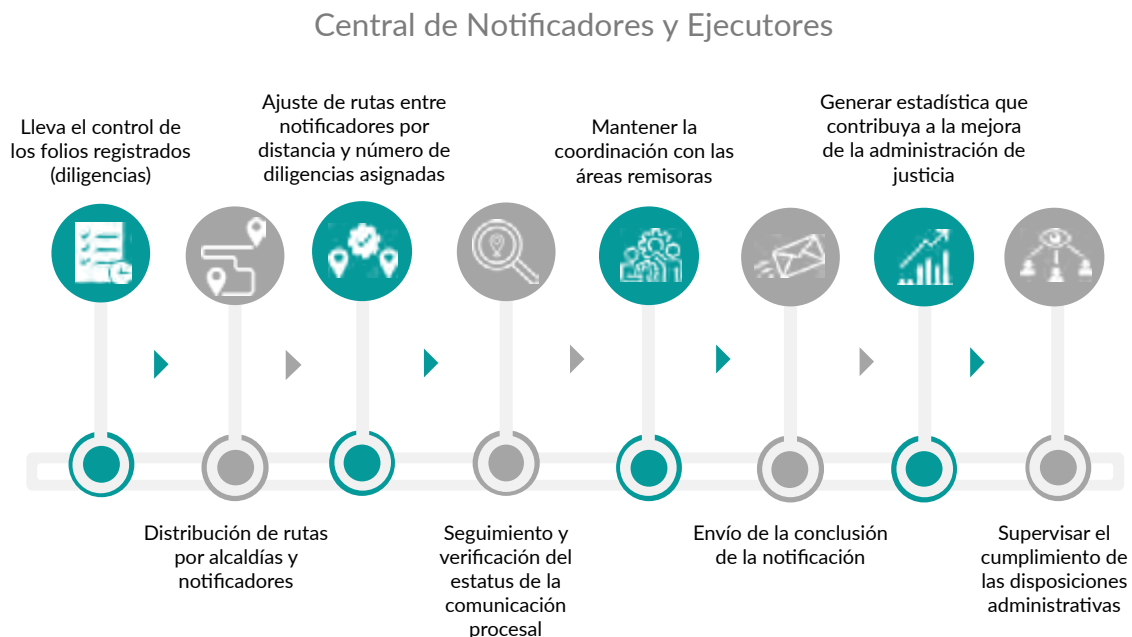 Central de Notificadores y Ejecutores
Lleva el control de
los folios registrados
(diligencias)
Distribución de rutas
por alcaldías y
notificadores
Ajuste de rutas entre
notificadores por
distancia y número de
diligencias asignadas
Seguimiento y
verificación del
estatus de la
comunicación
procesal
Mantener la
coordinación con las
áreas remisoras
Envío de la conclusión
de la notificación
Generar estadística que
contribuya a la mejora
de la administración de
justicia
Supervisar el
cumplimiento de
las disposiciones
administrativas